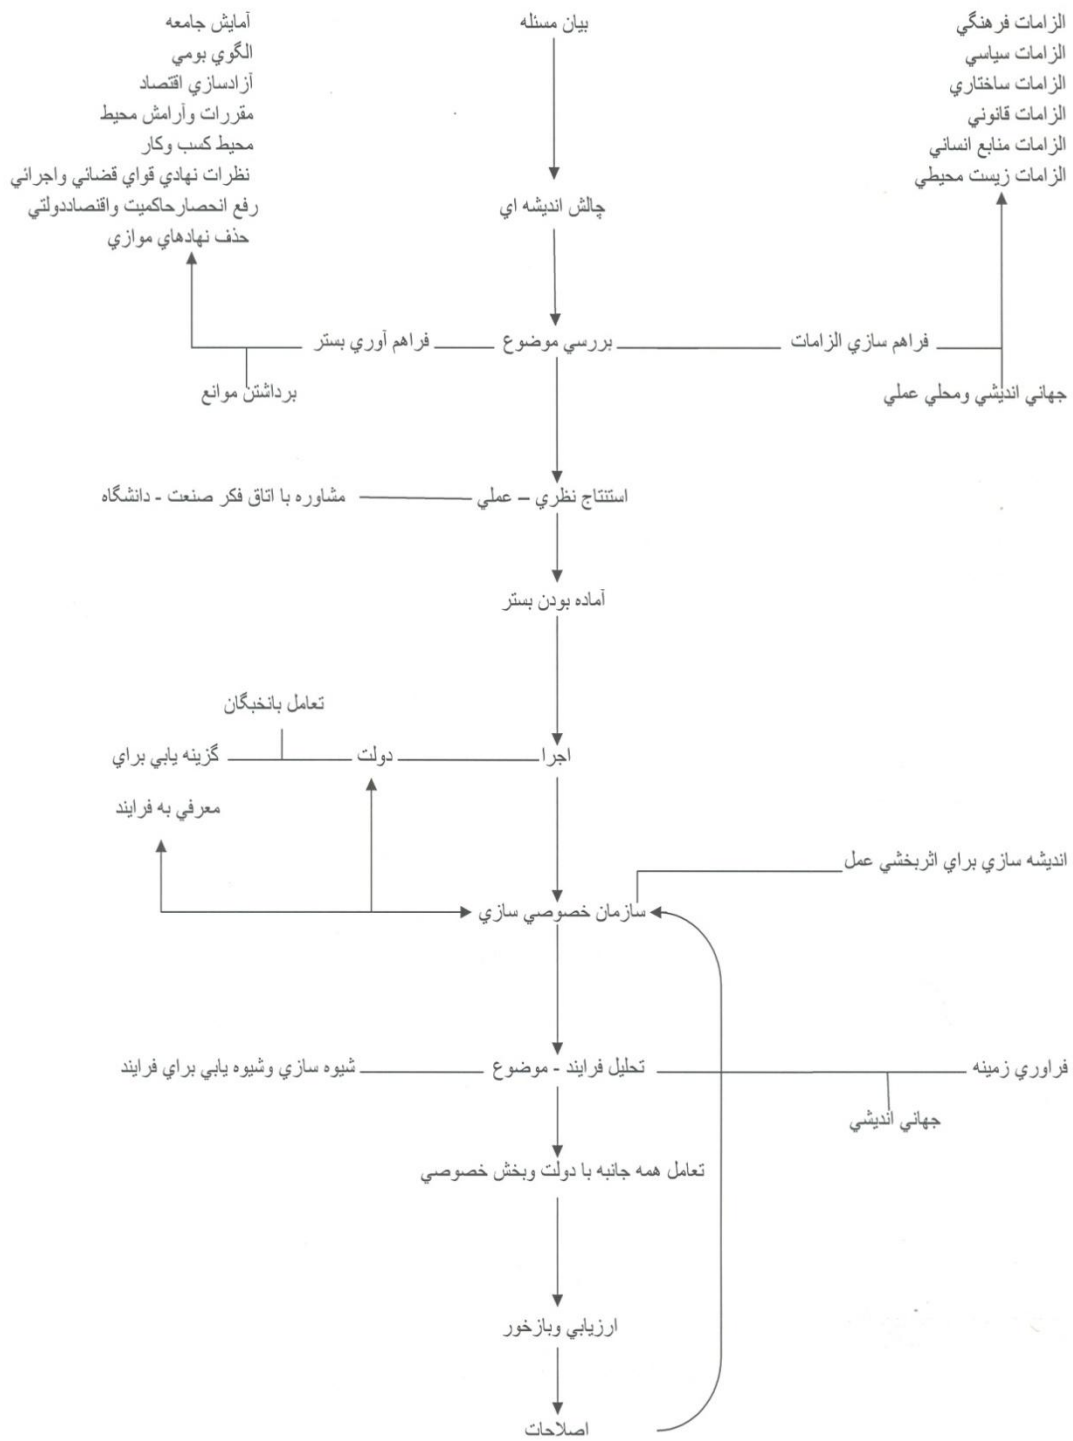 الزامات فرهنگي
الزامات سياسي
الزامات ساختاري
الزامات قانوني
الزامات منابع انساني
الزامات زيست محيطي
بيان مسئله
چالش انديشه اي
آمايش جامعه
الگوي بومي
آزادسازي اقتصاد
مقررات وآرامش محيط
محيط كسب وكار
نظرات نهادي قواي قضائي واجرائي
رفع انحصارحاكميت واقتصاددولتي
حذف نهادهاي موازي
فراهم سازي الزامات
بررسي موضوع
فراهم آوري بستر
جهاني انديشي ومحلي عملي
برداشتن موانع
استنتاج نظري – عملي
مشاوره با اتاق فكر صنعت - دانشگاه
آماده بودن بستر
تعامل بانخبگان
اجرا
دولت
گزينه يابي براي
معرفي به فرايند
انديشه سازي براي اثربخشي عمل
سازمان خصوصي سازي
فراوري زمينه
تحليل فرايند - موضوع
شيوه سازي وشيوه يابي براي فرايند
جهاني انديشي
تعامل همه جانبه با دولت وبخش خصوصي
ارزيابي وبازخور
اصلاحات